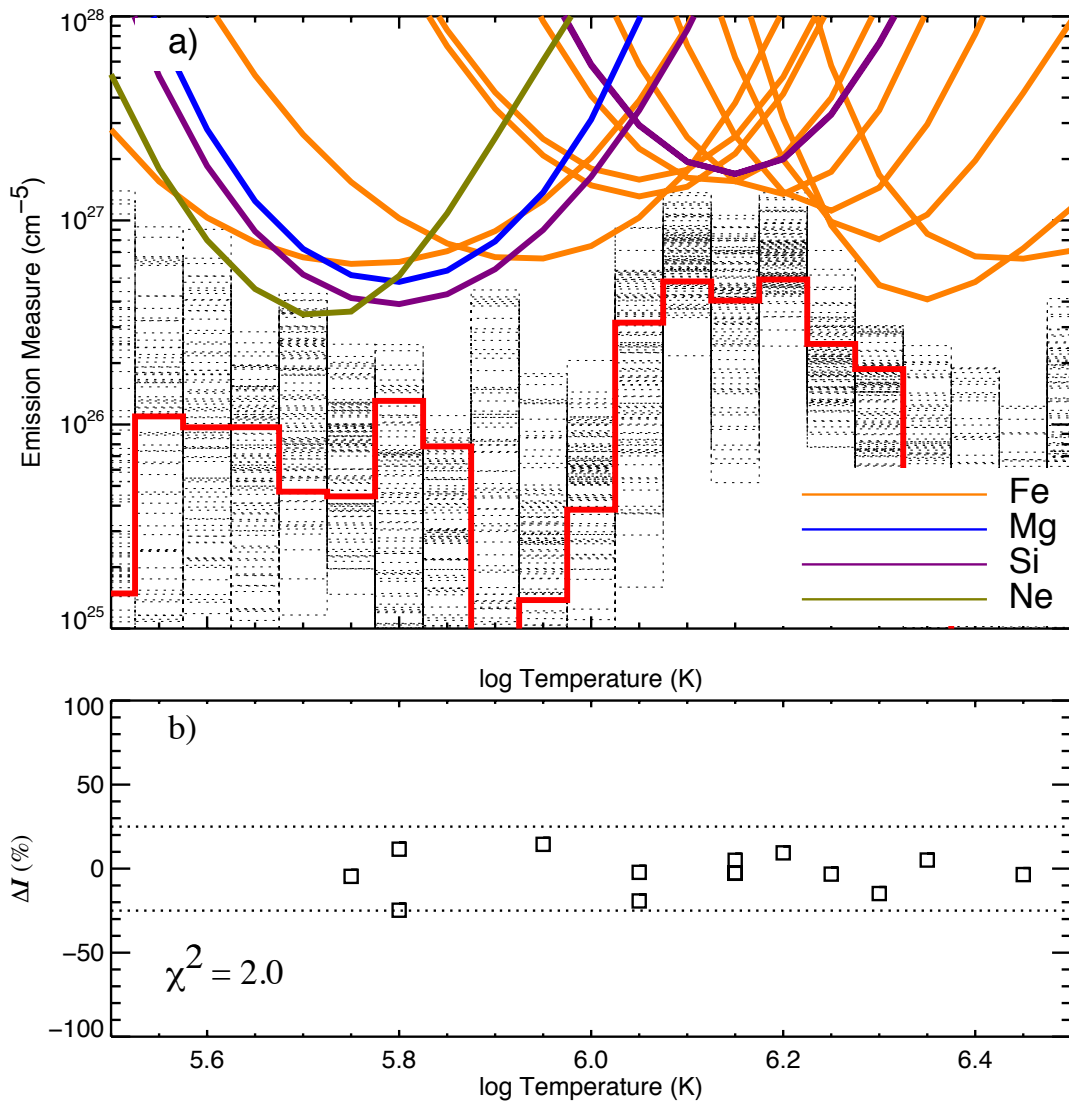 a)
10^28
10^27
10^26
10^25
Emission Measure (cm^−5)
Fe
Mg
Si
Ne
log Temperature (K)
b)
100
50
0
−50
−100
ΔI (%)
χ^2 = 2.0
5.6 5.8 6.0 6.2 6.4
log Temperature (K)